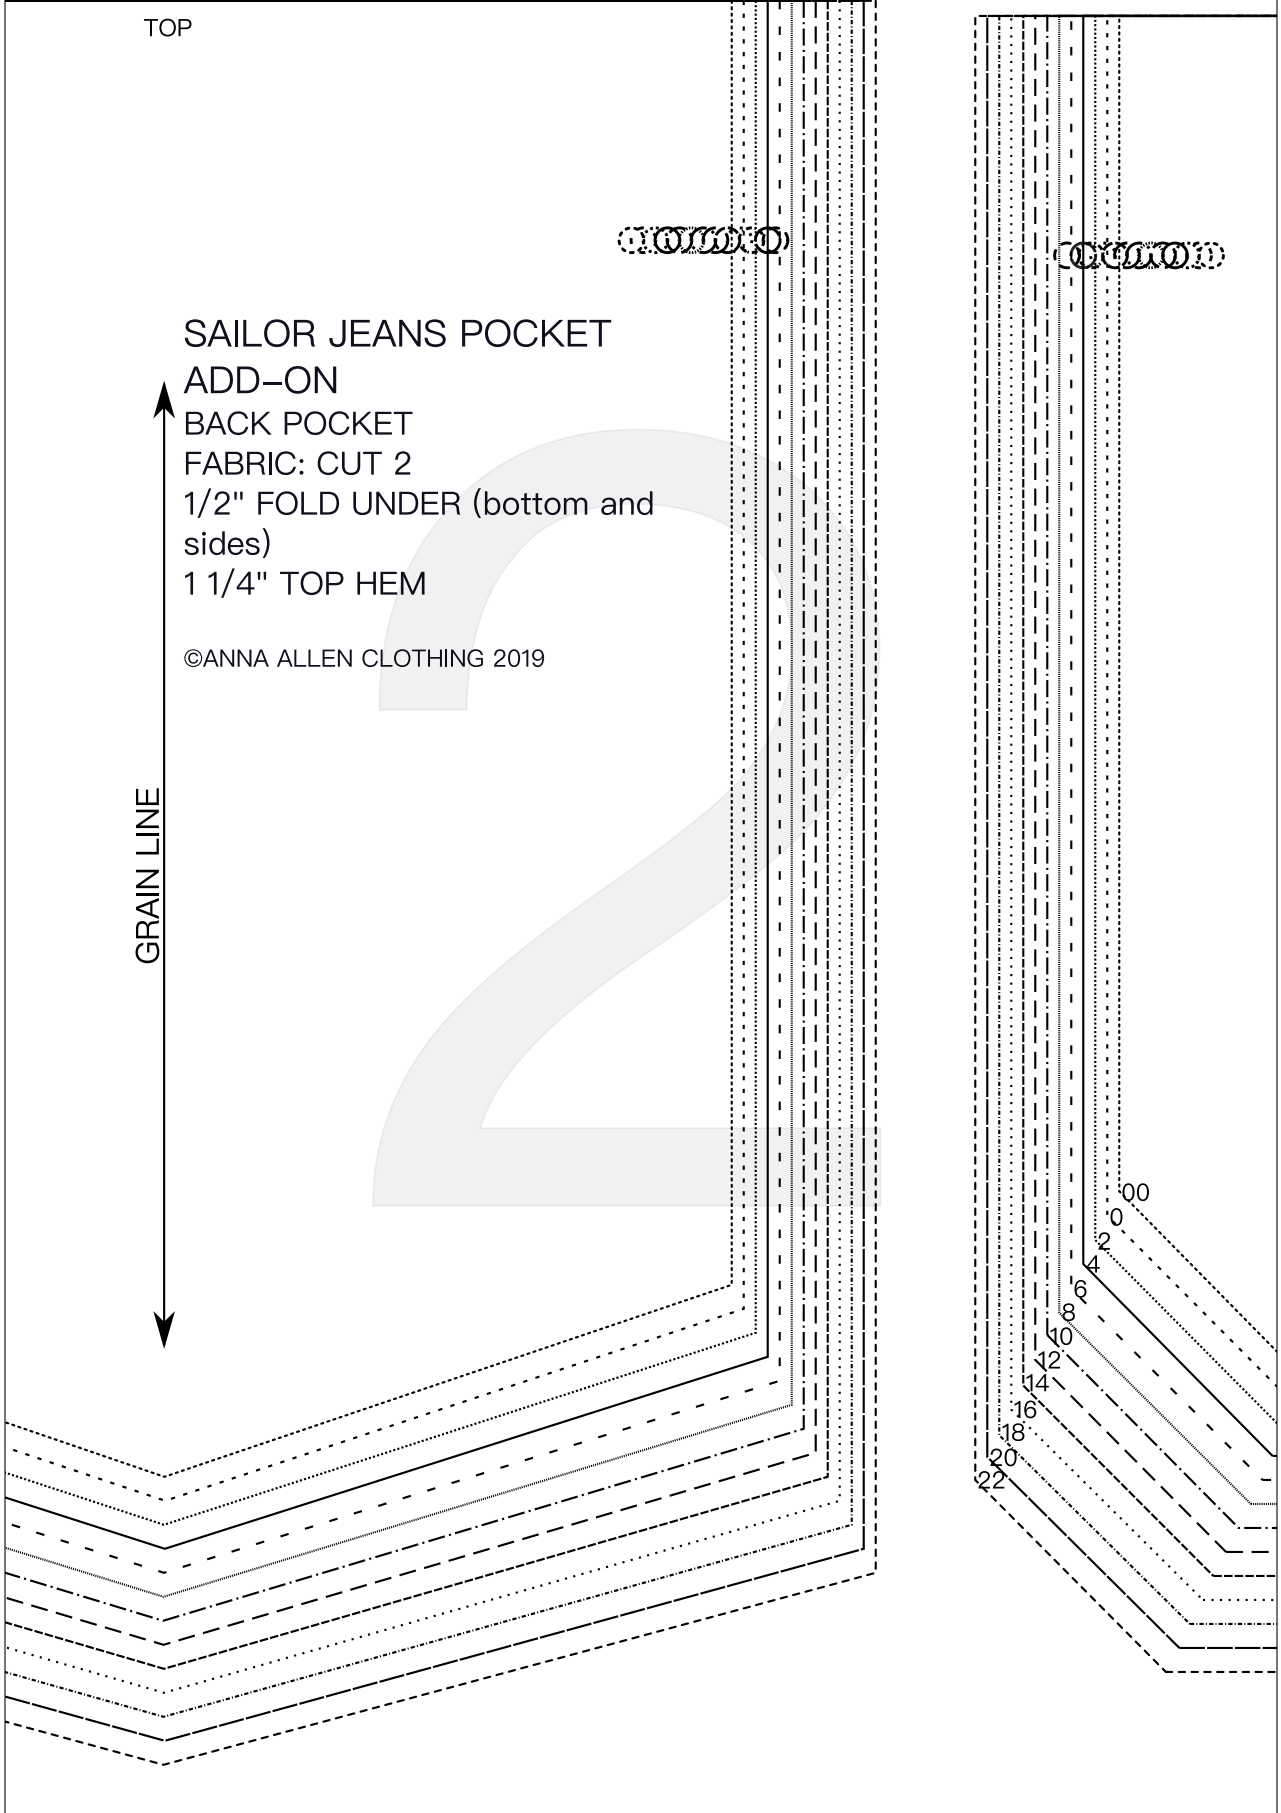 TOP
SAILOR JEANS POCKET
ADD–ON
BACK POCKET
FABRIC: CUT 2
1/2" FOLD UNDER (bottom and
sides)
1 1/4" TOP HEM
©ANNA ALLEN CLOTHING 2019
GRAIN LINE
2
00
0
2
4
6
8
10
12
14
16
18
20
22